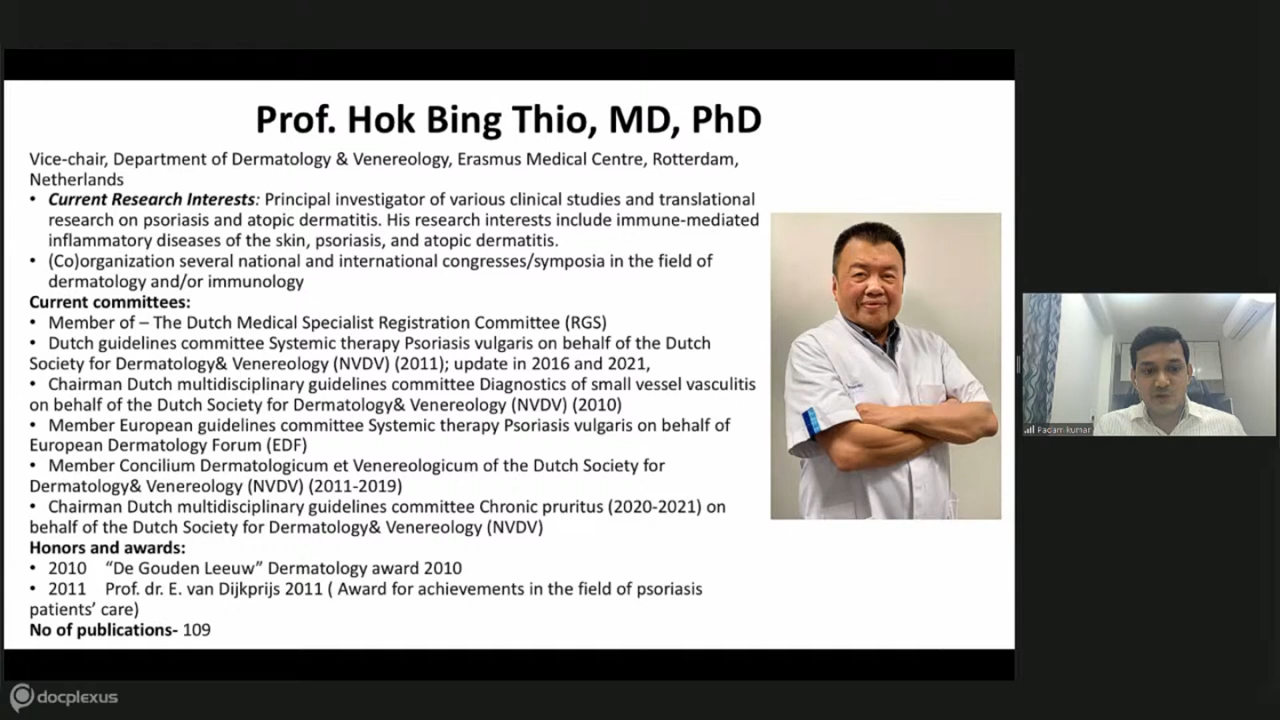 Prof. Hok Bing Thio, MD, PhD
Vice-chair, Department of Dermatology & Venereology, Erasmus Medical Centre, Rotterdam,
Netherlands
• Current Research Interests: Principal investigator of various clinical studies and translational
research on psoriasis and atopic dermatitis. His research interests include immune-mediated
inflammatory diseases of the skin, psoriasis, and atopic dermatitis.
• (Co)organization several national and international congresses/symposia in the field of
dermatology and/or immunology
Current committees:
• Member of – The Dutch Medical Specialist Registration Committee (RGS)
• Dutch guidelines committee Systemic therapy Psoriasis vulgaris on behalf of the Dutch
Society for Dermatology& Venereology (NVDV) (2011); update in 2016 and 2021,
• Chairman Dutch multidisciplinary guidelines committee Diagnostics of small vessel vasculitis
on behalf of the Dutch Society for Dermatology& Venereology (NVDV) (2010)
• Member European guidelines committee Systemic therapy Psoriasis vulgaris on behalf of
European Dermatology Forum (EDF)
• Member Concilium Dermatologicum et Venereologicum of the Dutch Society for
Dermatology& Venereology (NVDV) (2011-2019)
• Chairman Dutch multidisciplinary guidelines committee Chronic pruritus (2020-2021) on
behalf of the Dutch Society for Dermatology& Venereology (NVDV)
Honors and awards:
• 2010 “De Gouden Leeuw” Dermatology award 2010
• 2011 Prof. dr. E. van Dijkprijs 2011 ( Award for achievements in the field of psoriasis
patients’ care)
No of publications- 109
Padam kumar
docplexus